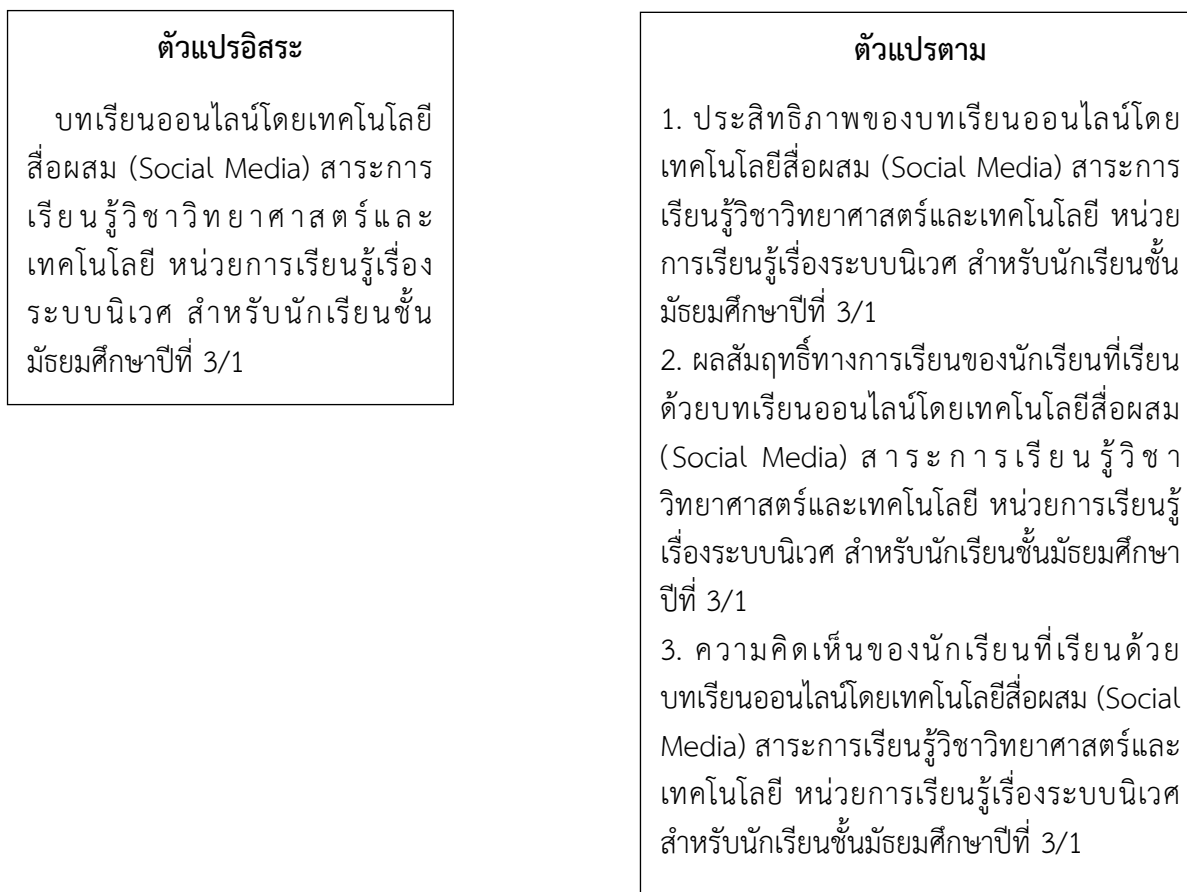 ตัวแปรอิสระ
บทเรียนออนไลน์โดยเทคโนโลยี
สื่อผสม (Social Media) สาระการ
เรียนรู้วิชาวิทยาศาสตร์และ
เทคโนโลยี หน่วยการเรียนรู้เรื่อง
ระบบนิเวศ สำหรับนักเรียนชั้น
มัธยมศึกษาปีที่ 3/1
ตัวแปรตาม
1. ประสิทธิภาพของบทเรียนออนไลน์โดย
เทคโนโลยีสื่อผสม (Social Media) สาระการ
เรียนรู้วิชาวิทยาศาสตร์และเทคโนโลยี หน่วย
การเรียนรู้เรื่องระบบนิเวศ สำหรับนักเรียนชั้น
มัธยมศึกษาปีที่ 3/1
2. ผลสัมฤทธิ์ทางการเรียนของนักเรียนที่เรียน
ด้วยบทเรียนออนไลน์โดยเทคโนโลยีสื่อผสม
(Social Media) สาระการเรียนรู้วิชา
วิทยาศาสตร์และเทคโนโลยี หน่วยการเรียนรู้
เรื่องระบบนิเวศ สำหรับนักเรียนชั้นมัธยมศึกษา
ปีที่ 3/1
3. ความคิดเห็นของนักเรียนที่เรียนด้วย
บทเรียนออนไลน์โดยเทคโนโลยีสื่อผสม (Social
Media) สาระการเรียนรู้วิชาวิทยาศาสตร์และ
เทคโนโลยี หน่วยการเรียนรู้เรื่องระบบนิเวศ
สำหรับนักเรียนชั้นมัธยมศึกษาปีที่ 3/1